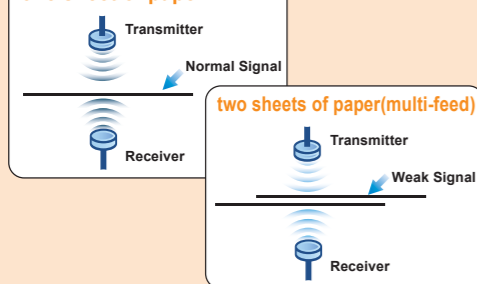 Transmitter
Normal Signal
Receiver
two sheets of paper(multi-feed)
Transmitter
Weak Signal
Receiver